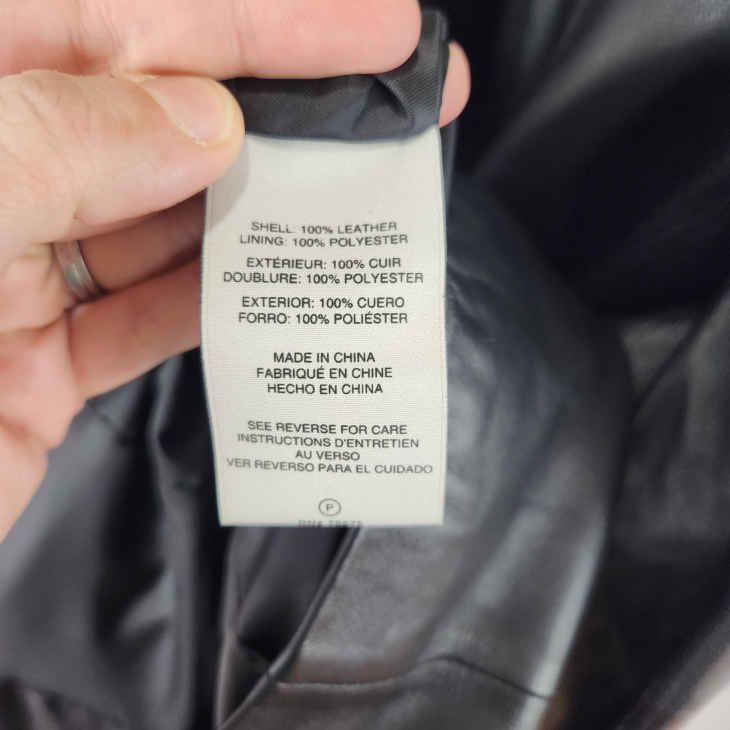 SHELL: 100% LEATHER
LINING: 100% POLYESTER
EXTÉRIEUR: 100% CUIR
DOUBLURE: 100% POLYESTER
EXTERIOR: 100% CUERO
FORRO: 100% POLIÉSTER
MADE IN CHINA
FABRIQUÉ EN CHINE
HECHO EN CHINA
SEE REVERSE FOR CARE
INSTRUCTIONS D'ENTRETIEN
AU VERSO
VER REVERSO PARA EL CUIDADO
P